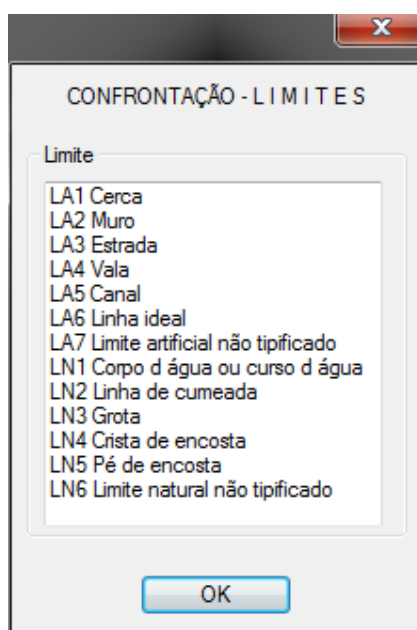 CONFRONTAÇÃO - L I M I T E S
Limite
LA1 Cerca
LA2 Muro
LA3 Estrada
LA4 Vala
LA5 Canal
LA6 Linha ideal
LA7 Limite artificial não tipificado
LN1 Corpo d água ou curso d água
LN2 Linha de cumeada
LN3 Grota
LN4 Crista de encosta
LN5 Pé de encosta
LN6 Limite natural não tipificado
OK